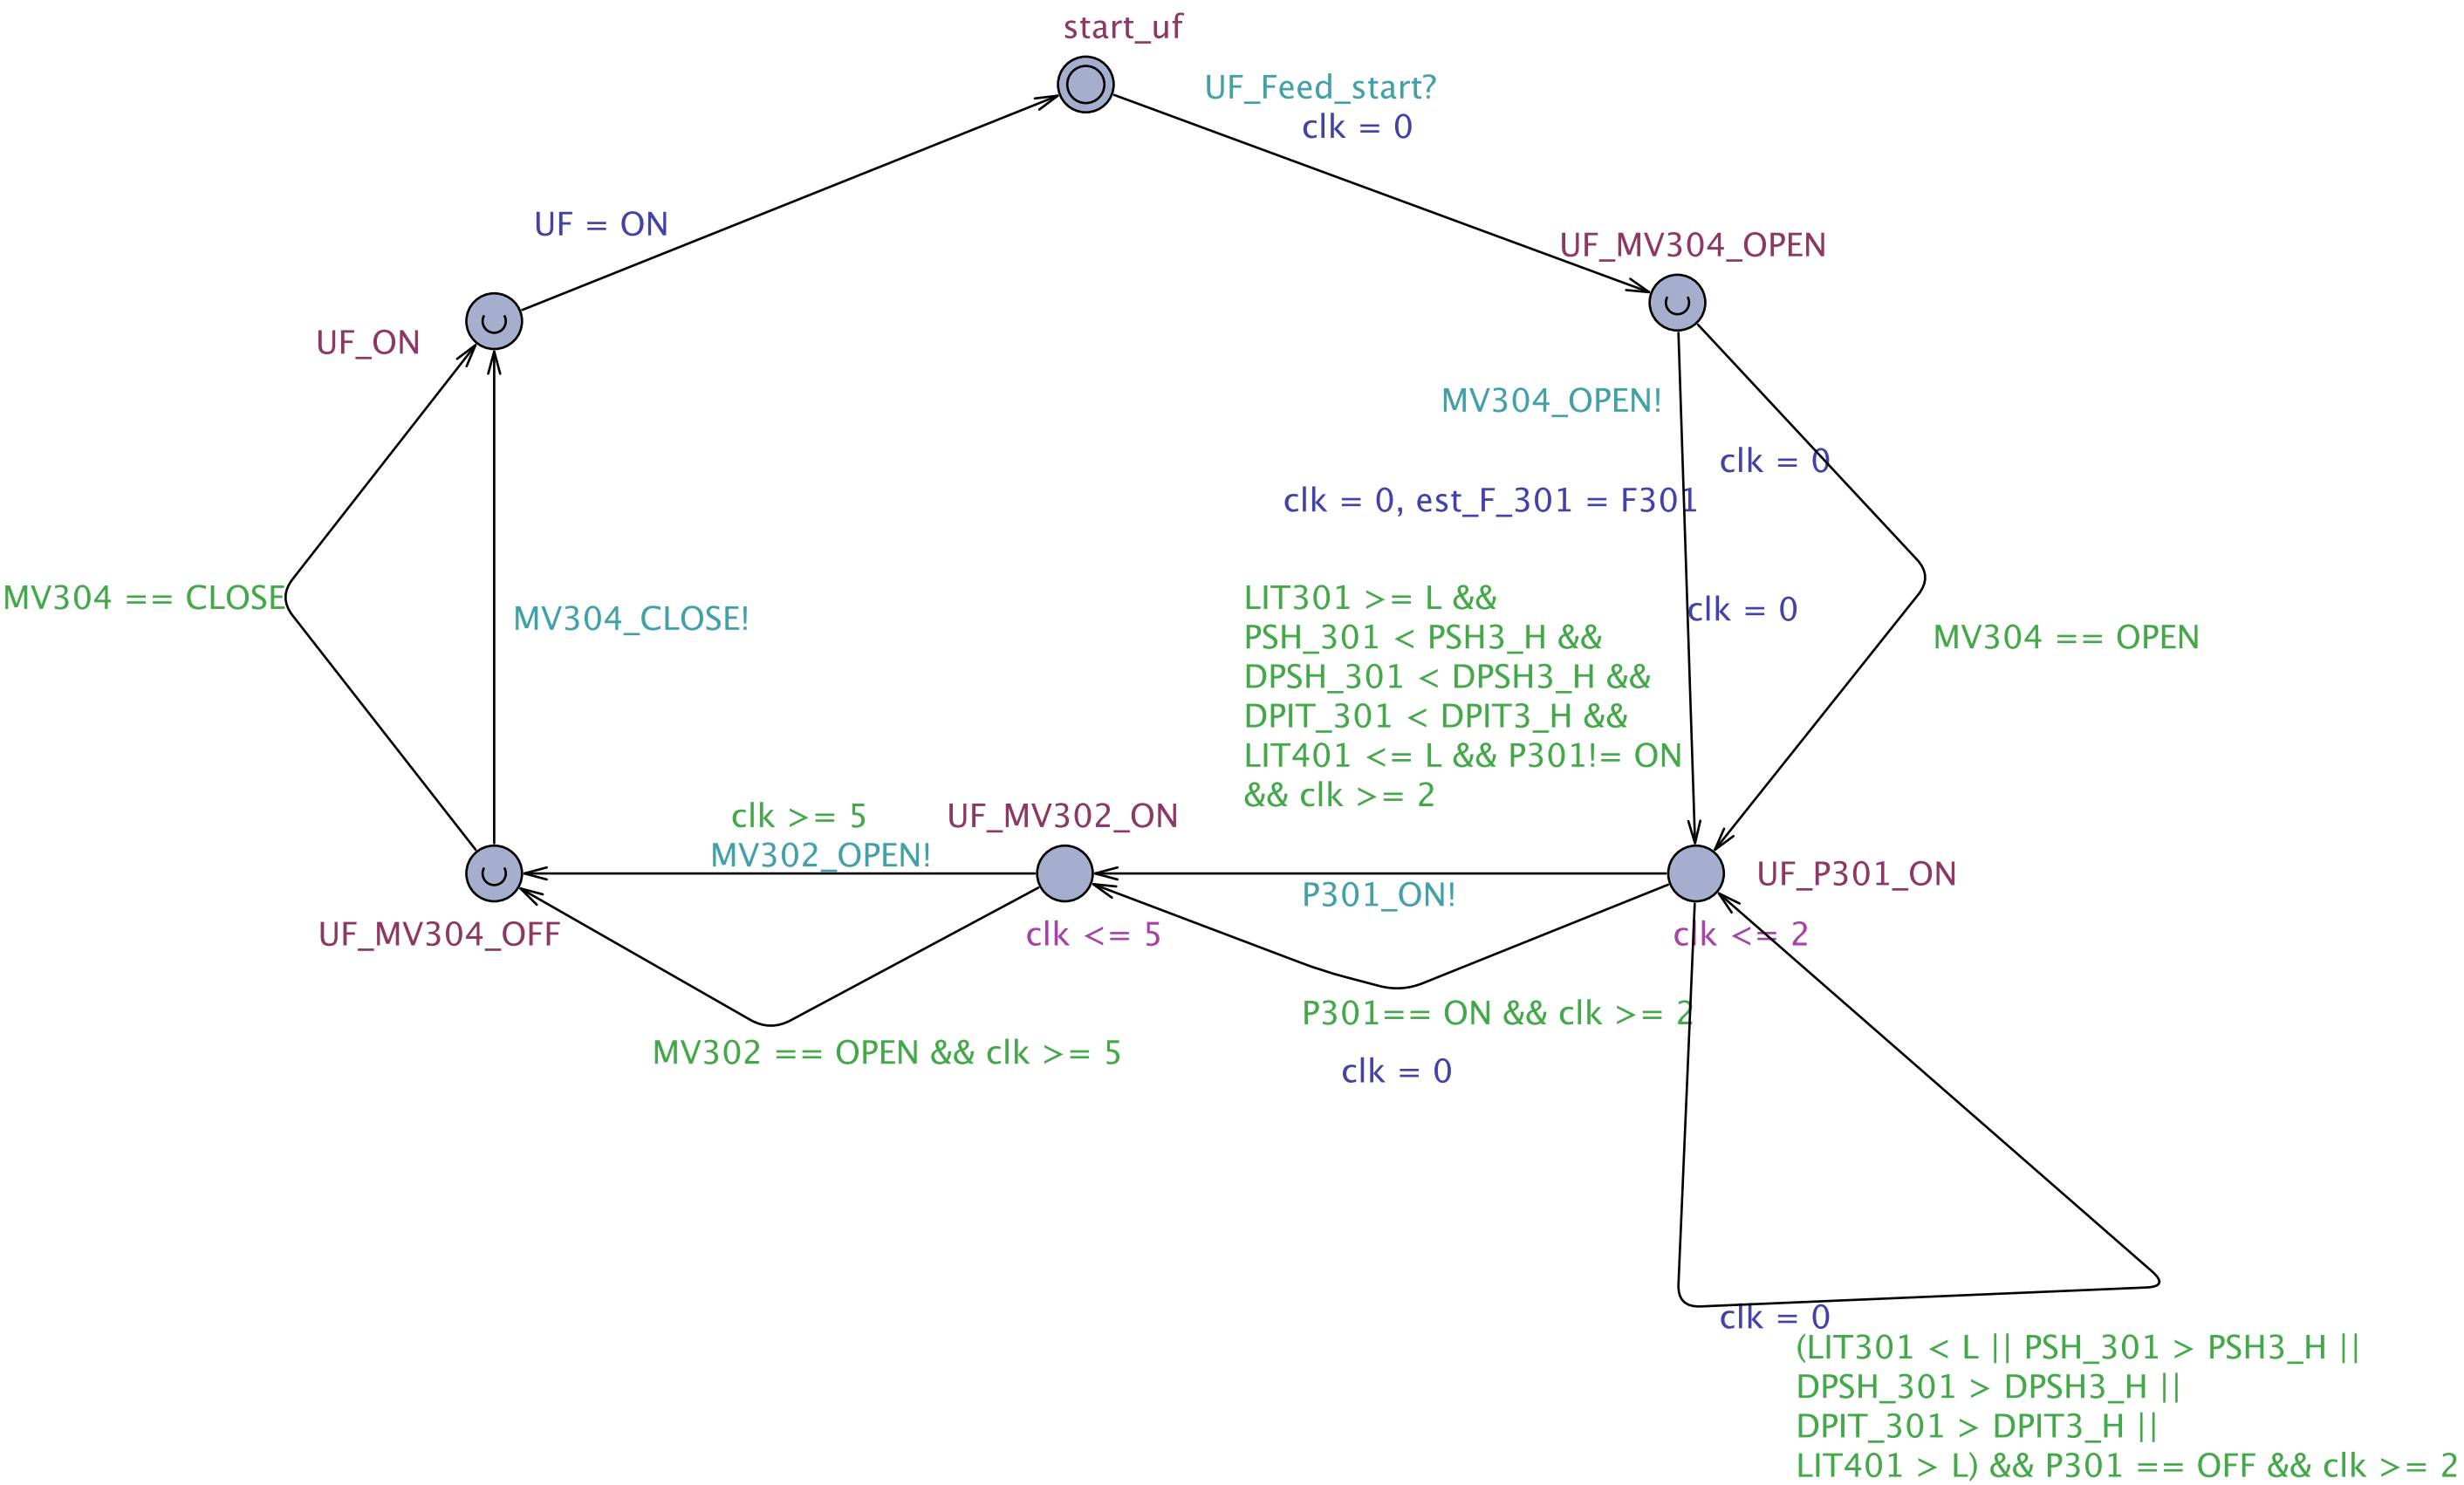 start_uf
UF_Feed_start?
clk = 0
UF = ON
UF_MV304_OPEN
UF_ON
MV304_OPEN!
clk = 0
clk = 0, est_F_301 = F301
MV304 == CLOSE
MV304_CLOSE!
LIT301 >= L &&
PSH_301 < PSH3_H &&
DPSH_301 < DPSH3_H &&
DPIT_301 < DPIT3_H &&
LIT401 <= L && P301!= ON
&& clk >= 2
clk = 0
MV304 == OPEN
clk >= 5
MV302_OPEN!
UF_MV302_ON
P301_ON!
UF_P301_ON
UF_MV304_OFF
clk <= 5
clk <= 2
MV302 == OPEN && clk >= 5
P301== ON && clk >= 2
clk = 0
clk = 0
(LIT301 < L || PSH_301 > PSH3_H ||
DPSH_301 > DPSH3_H ||
DPIT_301 > DPIT3_H ||
LIT401 > L) && P301 == OFF && clk >= 2